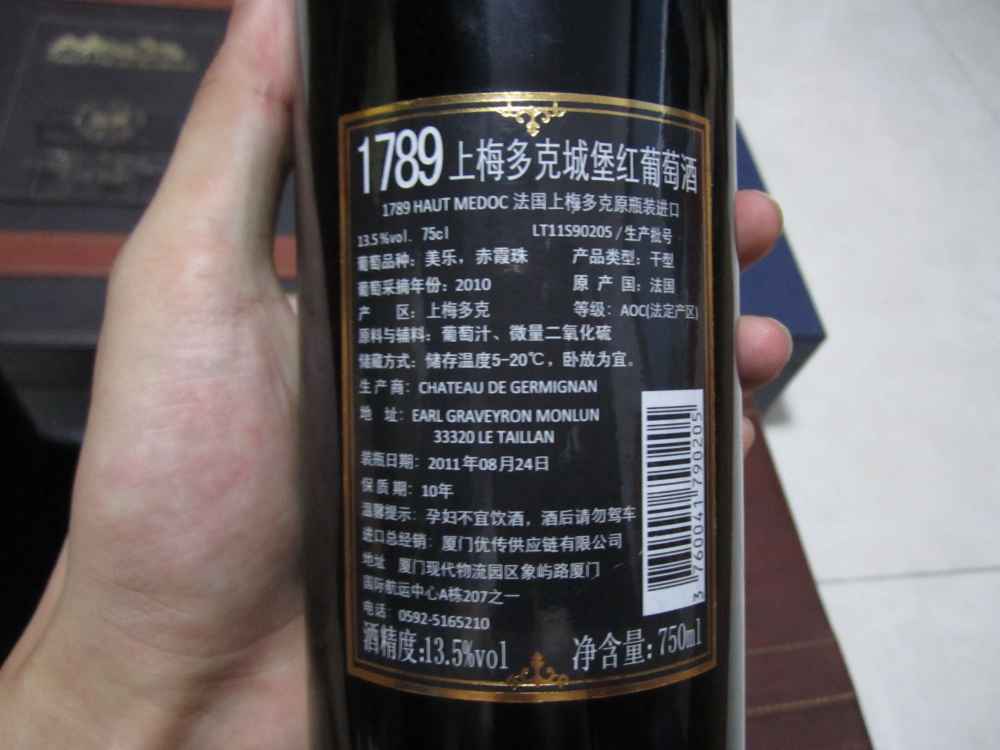 1789 上梅多克城堡红葡萄酒
1789 HAUT MEDOC 法国上梅多克原瓶装进口
13.5%vol. 75cl LT11S90205 / 生产批号
葡萄品种: 美乐, 赤霞珠 产品类型: 干型
葡萄采摘年份: 2010 原 产 国: 法国
产 区: 上梅多克 等级: AOC(法定产区)
原料与辅料: 葡萄汁、微量二氧化硫
储藏方式: 储存温度5-20℃, 卧放为宜。
生 产 商: CHATEAU DE GERMIGNAN
地 址: EARL GRAVEYRON MONLUN
33320 LE TAILLAN
装瓶日期: 2011年08月24日
保 质 期: 10年
温馨提示: 孕妇不宜饮酒, 酒后请勿驾车
进口总经销: 厦门优传供应链有限公司
地址 厦门现代物流园区象屿路厦门
国际航运中心A栋207之一
电话: 0592-5165210
酒精度:13.5%vol 净含量: 750ml
3 760041 790205